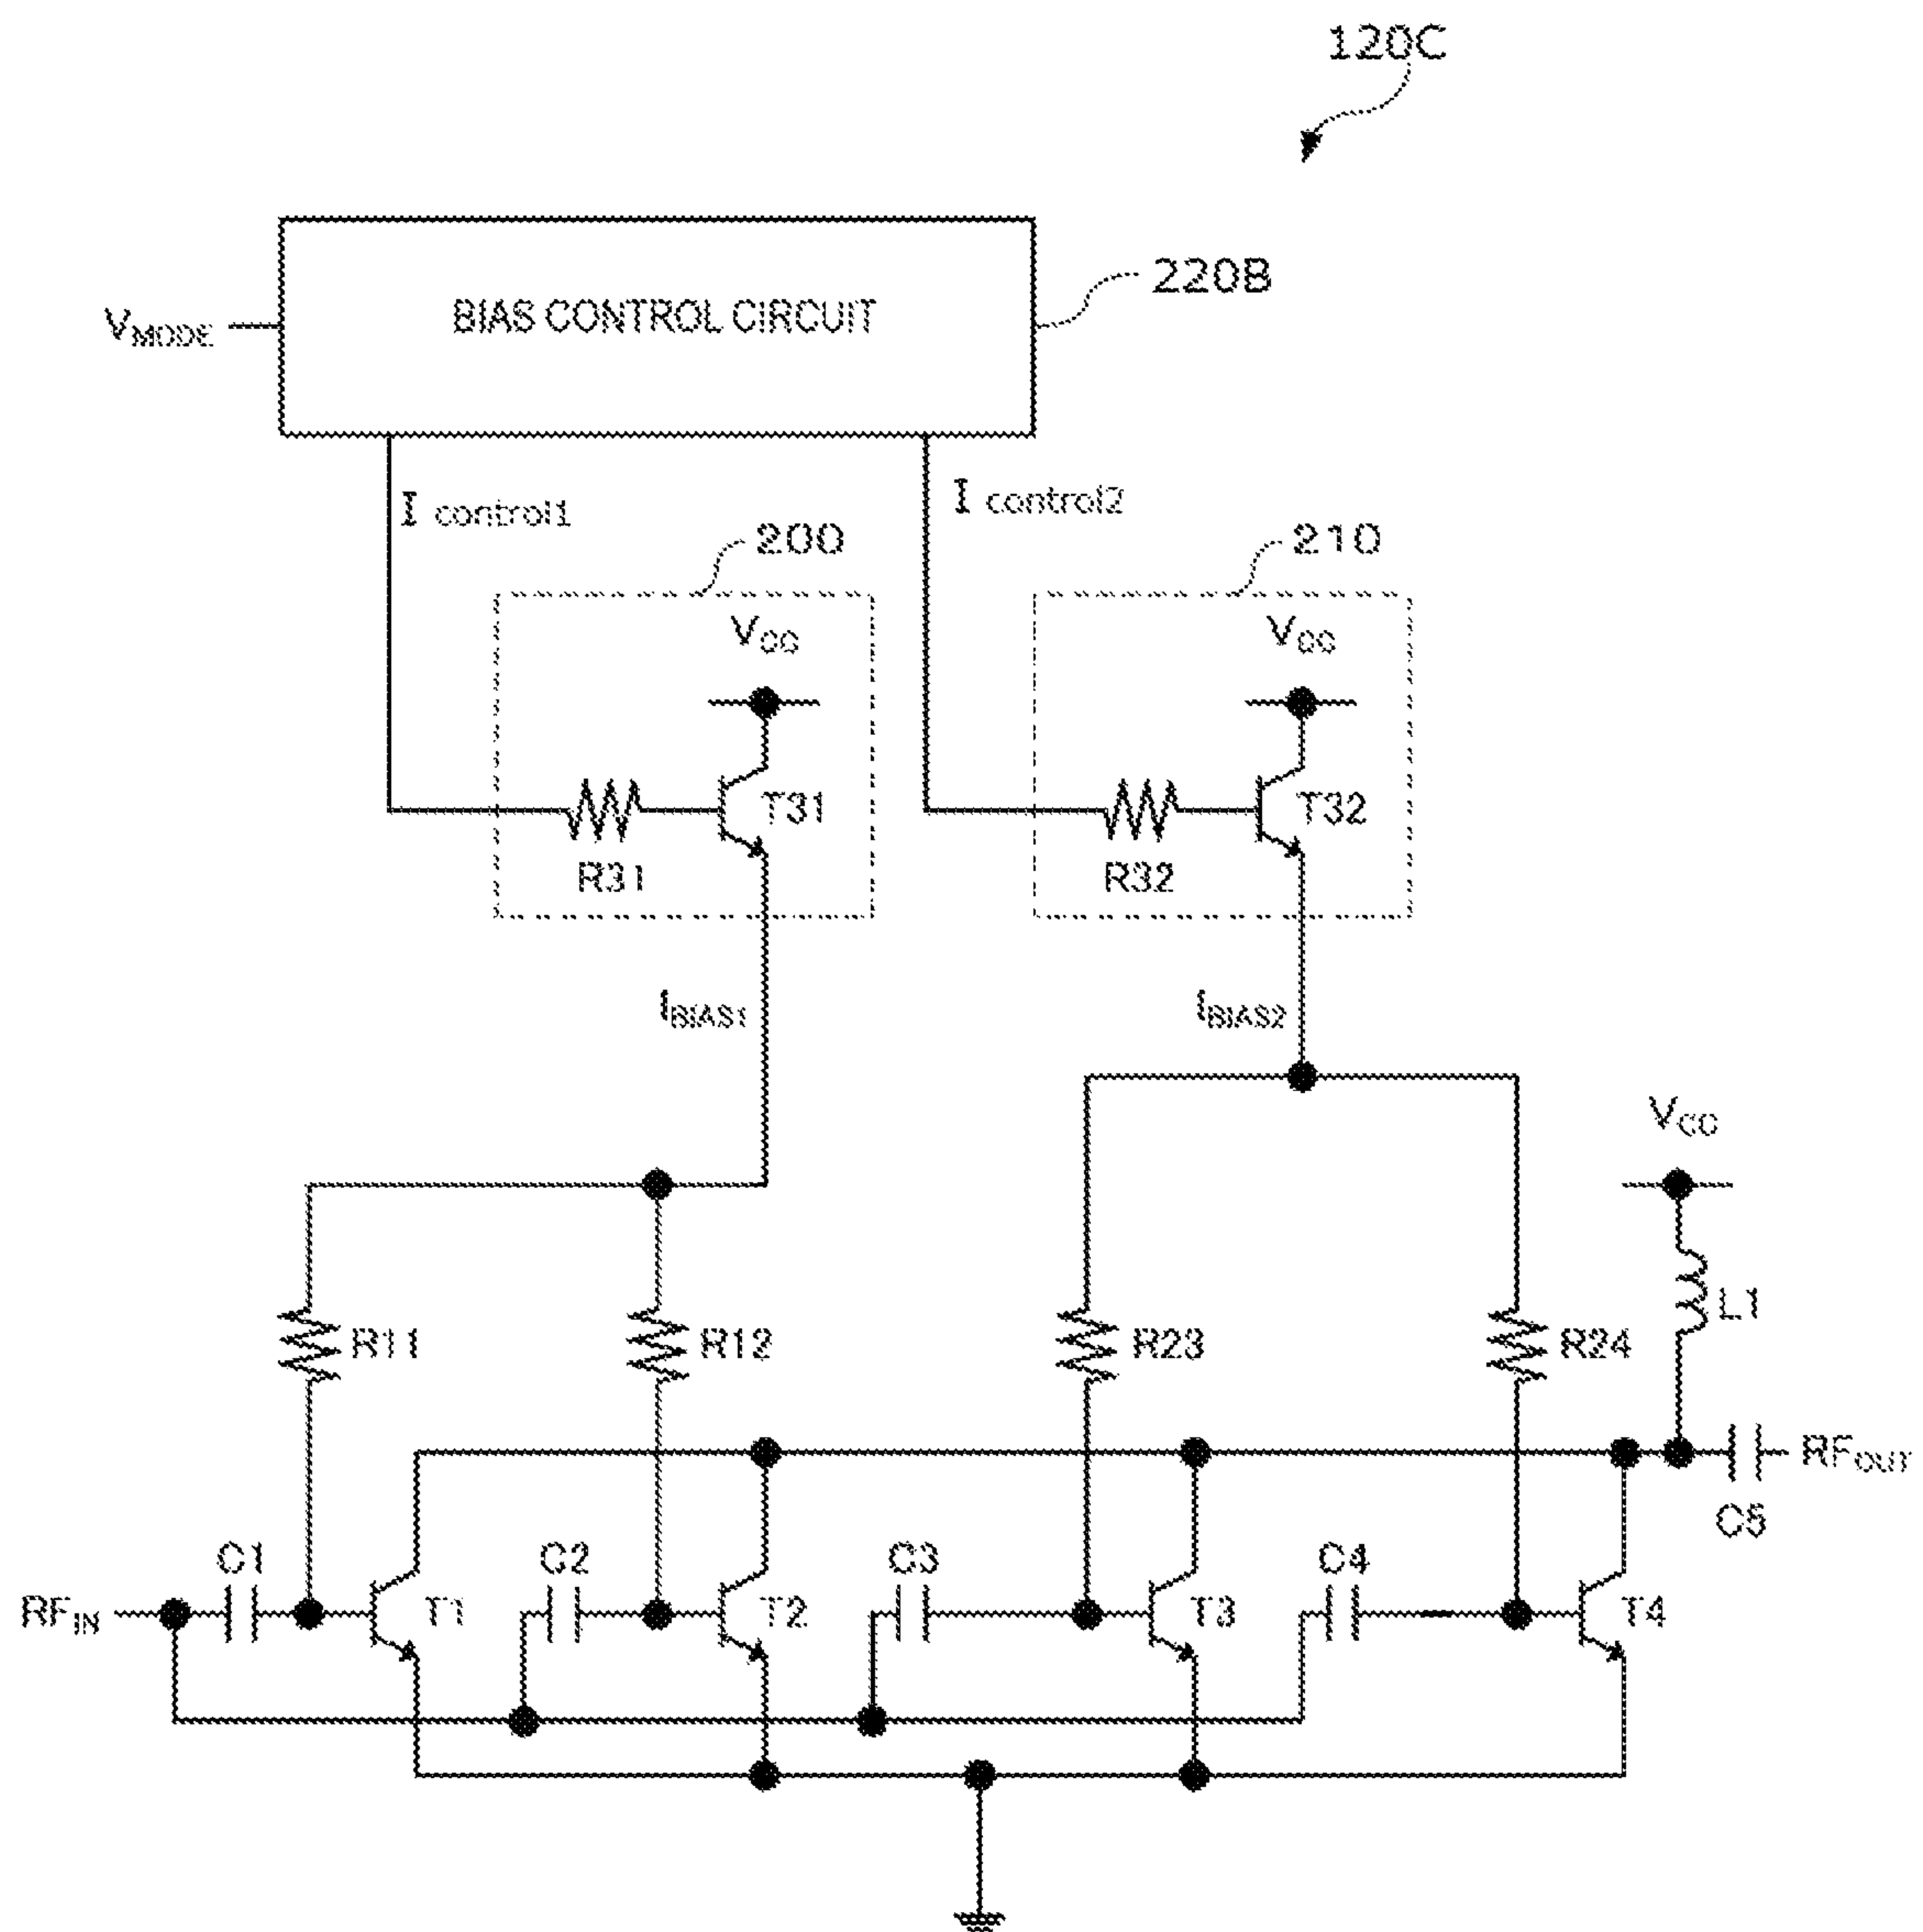 120C
220B
BIAS CONTROL CIRCUIT
VMODE
I control1
I control2
200
210
VCC
VCC
T31
T32
R31
R32
IBIAS1
IBIAS2
VCC
L1
R11
R12
R23
R24
RFOUT
C5
C1
C2
C3
C4
RFIN
T1
T2
T3
T4